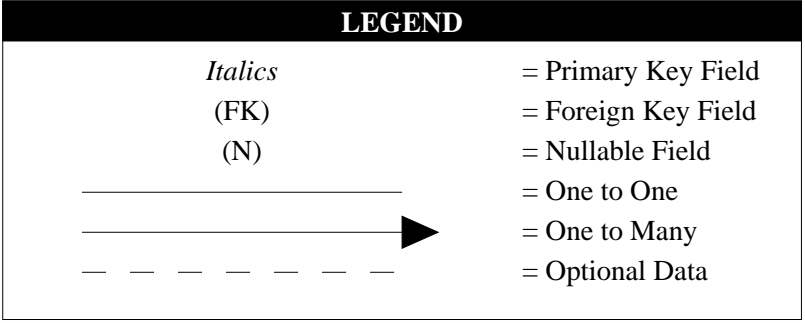 LEGEND
Italics = Primary Key Field
(FK) = Foreign Key Field
(N) = Nullable Field
= One to One
= One to Many
= Optional Data